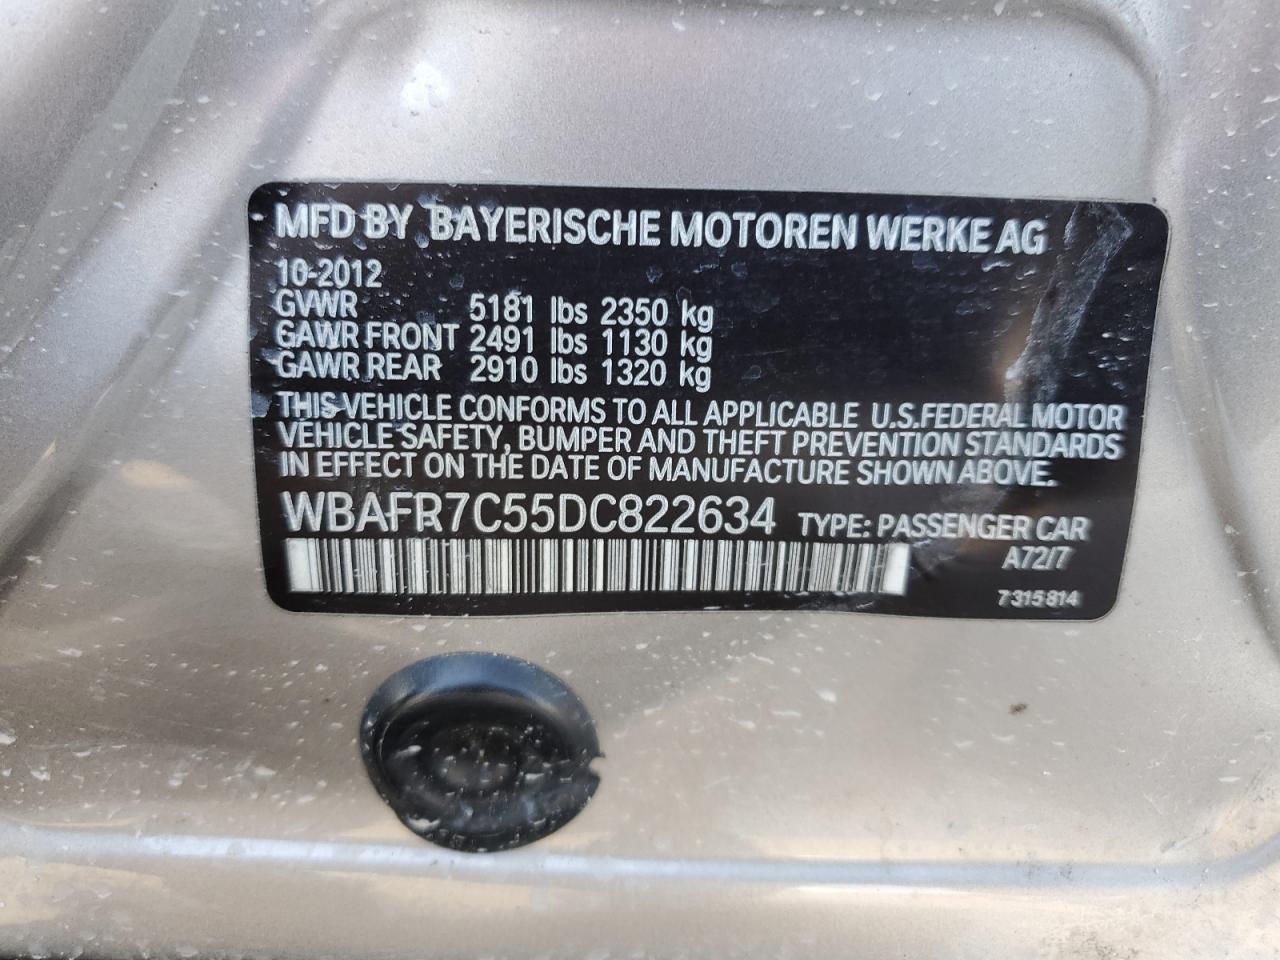 MFD BY BAYERISCHE MOTOREN WERKE AG
10-2012
GVWR 5181 lbs 2350 kg
GAWR FRONT 2491 lbs 1130 kg
GAWR REAR 2910 lbs 1320 kg
THIS VEHICLE CONFORMS TO ALL APPLICABLE U.S.FEDERAL MOTOR
VEHICLE SAFETY, BUMPER AND THEFT PREVENTION STANDARDS
IN EFFECT ON THE DATE OF MANUFACTURE SHOWN ABOVE.
WBAFR7C55DC822634 TYPE: PASSENGER CAR
A72/7
7 315 814